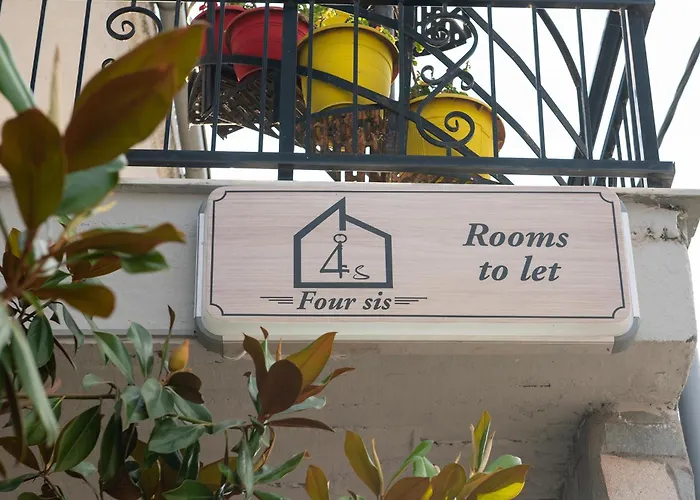 4s
Four sis
Rooms
to let